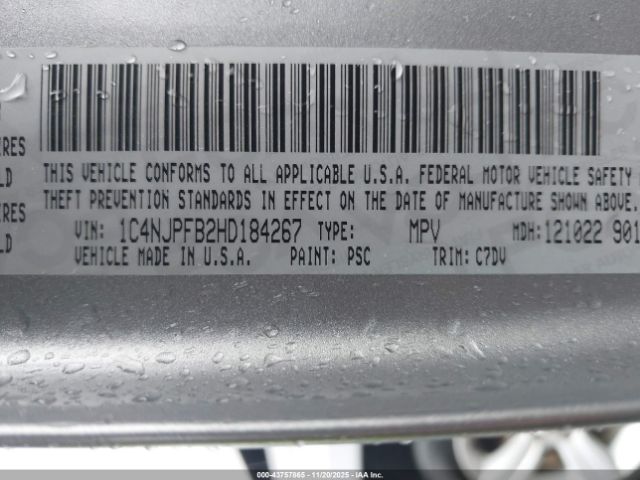 IRES
LD
IRES
LD
THIS VEHICLE CONFORMS TO ALL APPLICABLE U.S.A. FEDERAL MOTOR VEHICLE SAFETY
THEFT PREVENTION STANDARDS IN EFFECT ON THE DATE OF MANUFACTURE SHOWN ABOVE.
VIN: 1C4NJPFB2HD184267 TYPE: MPV MDH:121022 901
VEHICLE MADE IN U.S.A. PAINT: PSC TRIM: C7DV
000-43757865 - 11/20/2025 - IAA Inc.